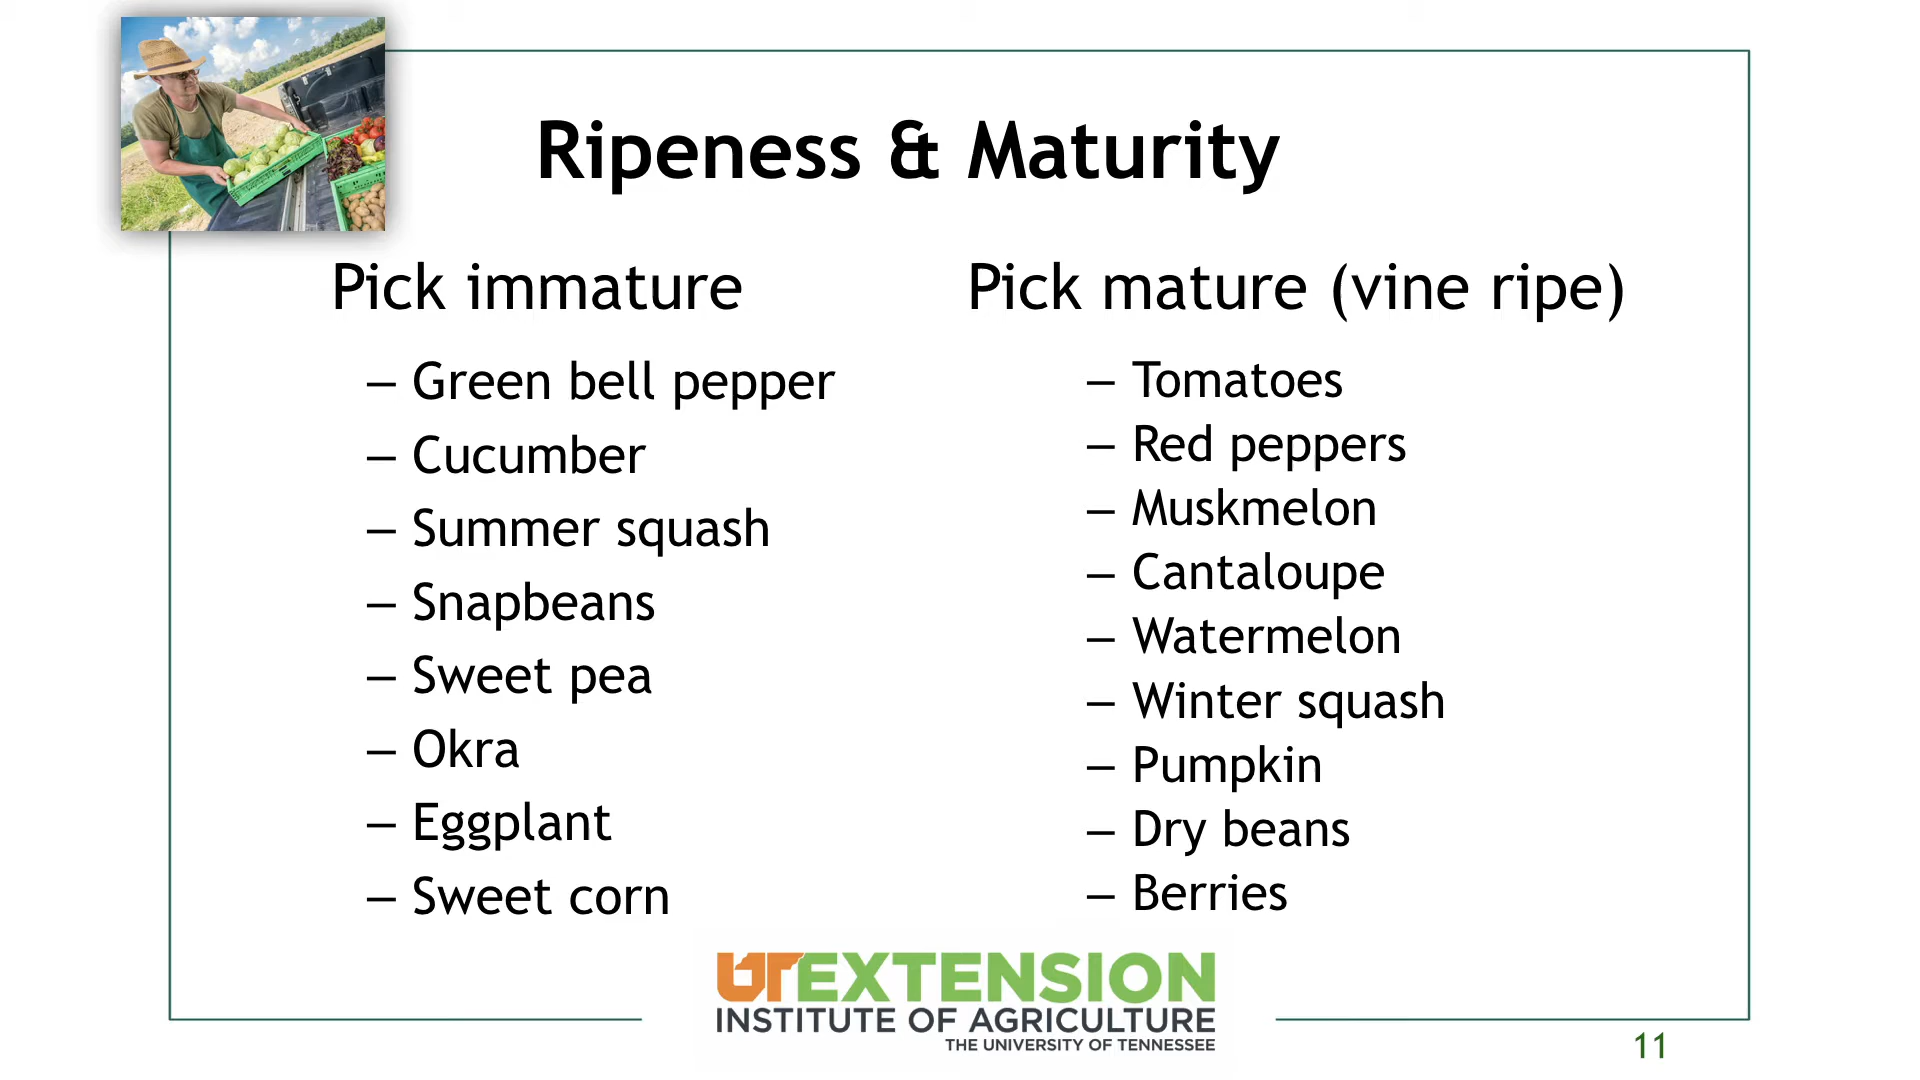 Ripeness & Maturity
Pick immature
– Green bell pepper
– Cucumber
– Summer squash
– Snapbeans
– Sweet pea
– Okra
– Eggplant
– Sweet corn
Pick mature (vine ripe)
– Tomatoes
– Red peppers
– Muskmelon
– Cantaloupe
– Watermelon
– Winter squash
– Pumpkin
– Dry beans
– Berries
UTEXTENSION
INSTITUTE OF AGRICULTURE
THE UNIVERSITY OF TENNESSEE
11